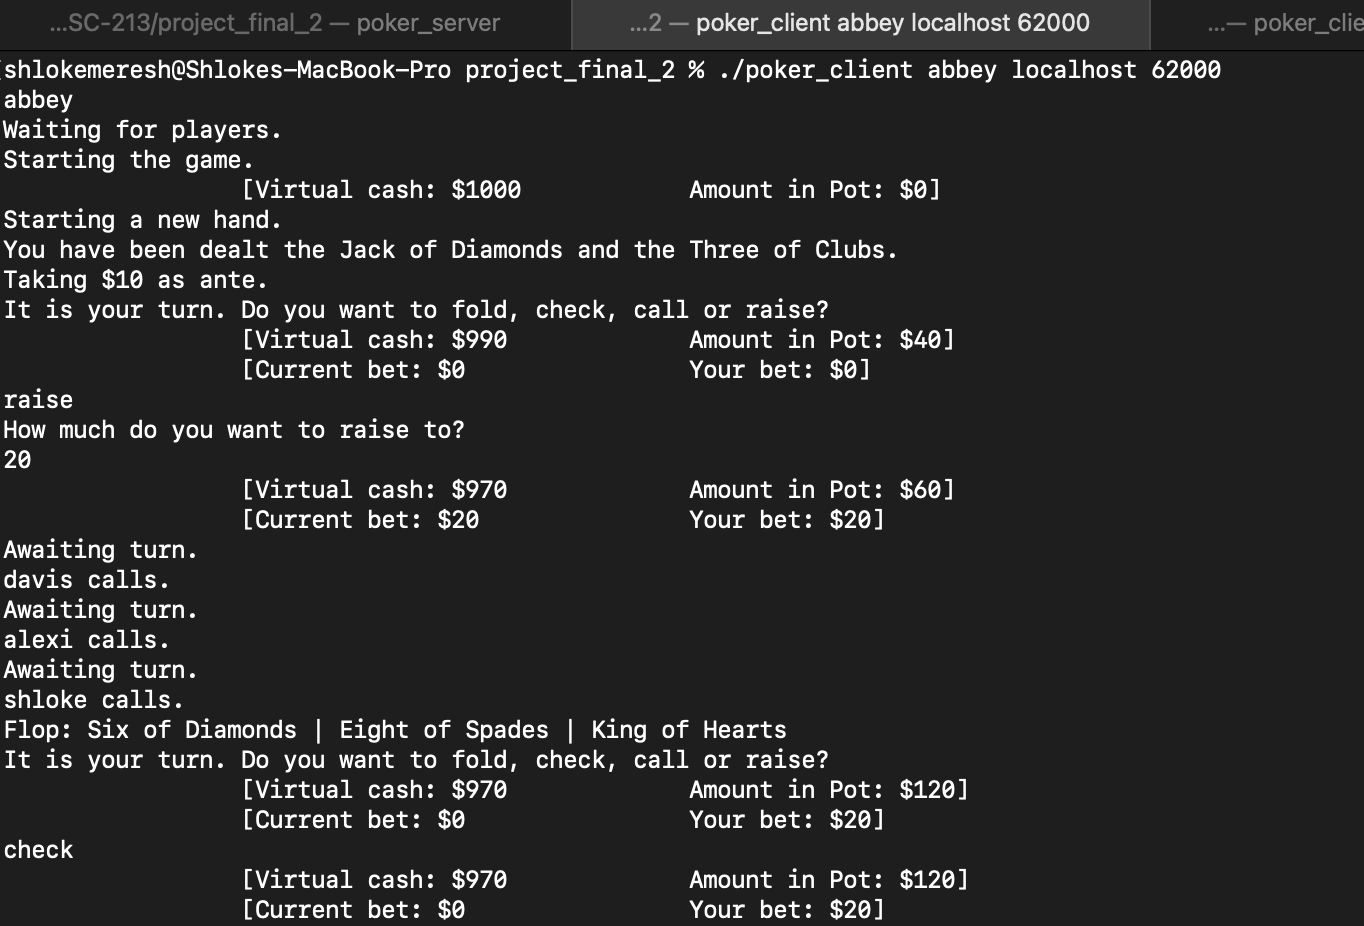 ...SC-213/project_final_2 — poker_server ...2 — poker_client abbey localhost 62000 ...— poker_clie
shlokemeresh@Shlokes-MacBook-Pro project_final_2 % ./poker_client abbey localhost 62000
abbey
Waiting for players.
Starting the game.
[Virtual cash: $1000 Amount in Pot: $0]
Starting a new hand.
You have been dealt the Jack of Diamonds and the Three of Clubs.
Taking $10 as ante.
It is your turn. Do you want to fold, check, call or raise?
[Virtual cash: $990 Amount in Pot: $40]
[Current bet: $0 Your bet: $0]
raise
How much do you want to raise to?
20
[Virtual cash: $970 Amount in Pot: $60]
[Current bet: $20 Your bet: $20]
Awaiting turn.
davis calls.
Awaiting turn.
alexi calls.
Awaiting turn.
shloke calls.
Flop: Six of Diamonds | Eight of Spades | King of Hearts
It is your turn. Do you want to fold, check, call or raise?
[Virtual cash: $970 Amount in Pot: $120]
[Current bet: $0 Your bet: $20]
check
[Virtual cash: $970 Amount in Pot: $120]
[Current bet: $0 Your bet: $20]